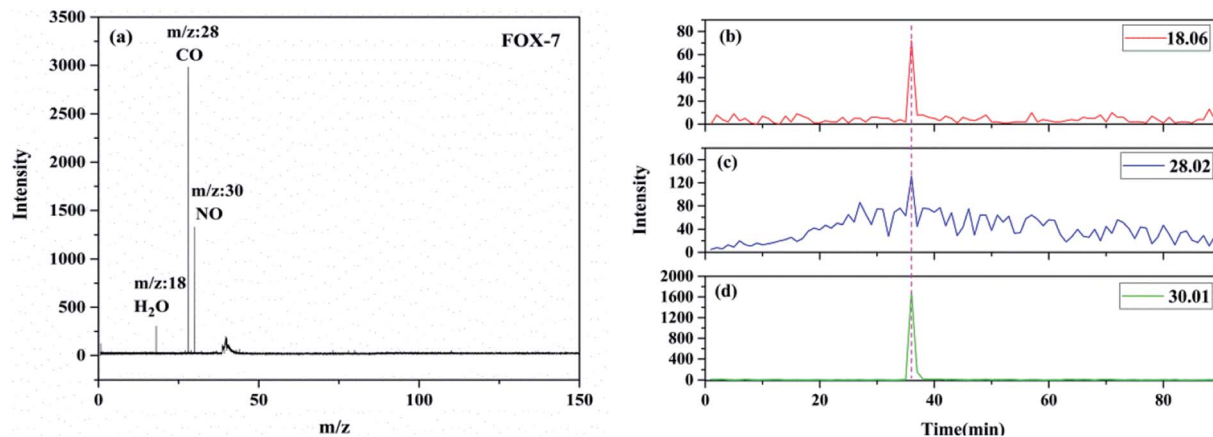 (a)
FOX-7
m/z:28
CO
m/z:30
NO
m/z:18
H₂O
3500
3000
2500
2000
1500
1000
500
0
Intensity
0 50 100 150
m/z
(b)
18.06
80
60
40
20
0
(c)
28.02
160
120
80
40
0
(d)
30.01
2000
1600
1200
800
400
0
Intensity
0 20 40 60 80
Time(min)